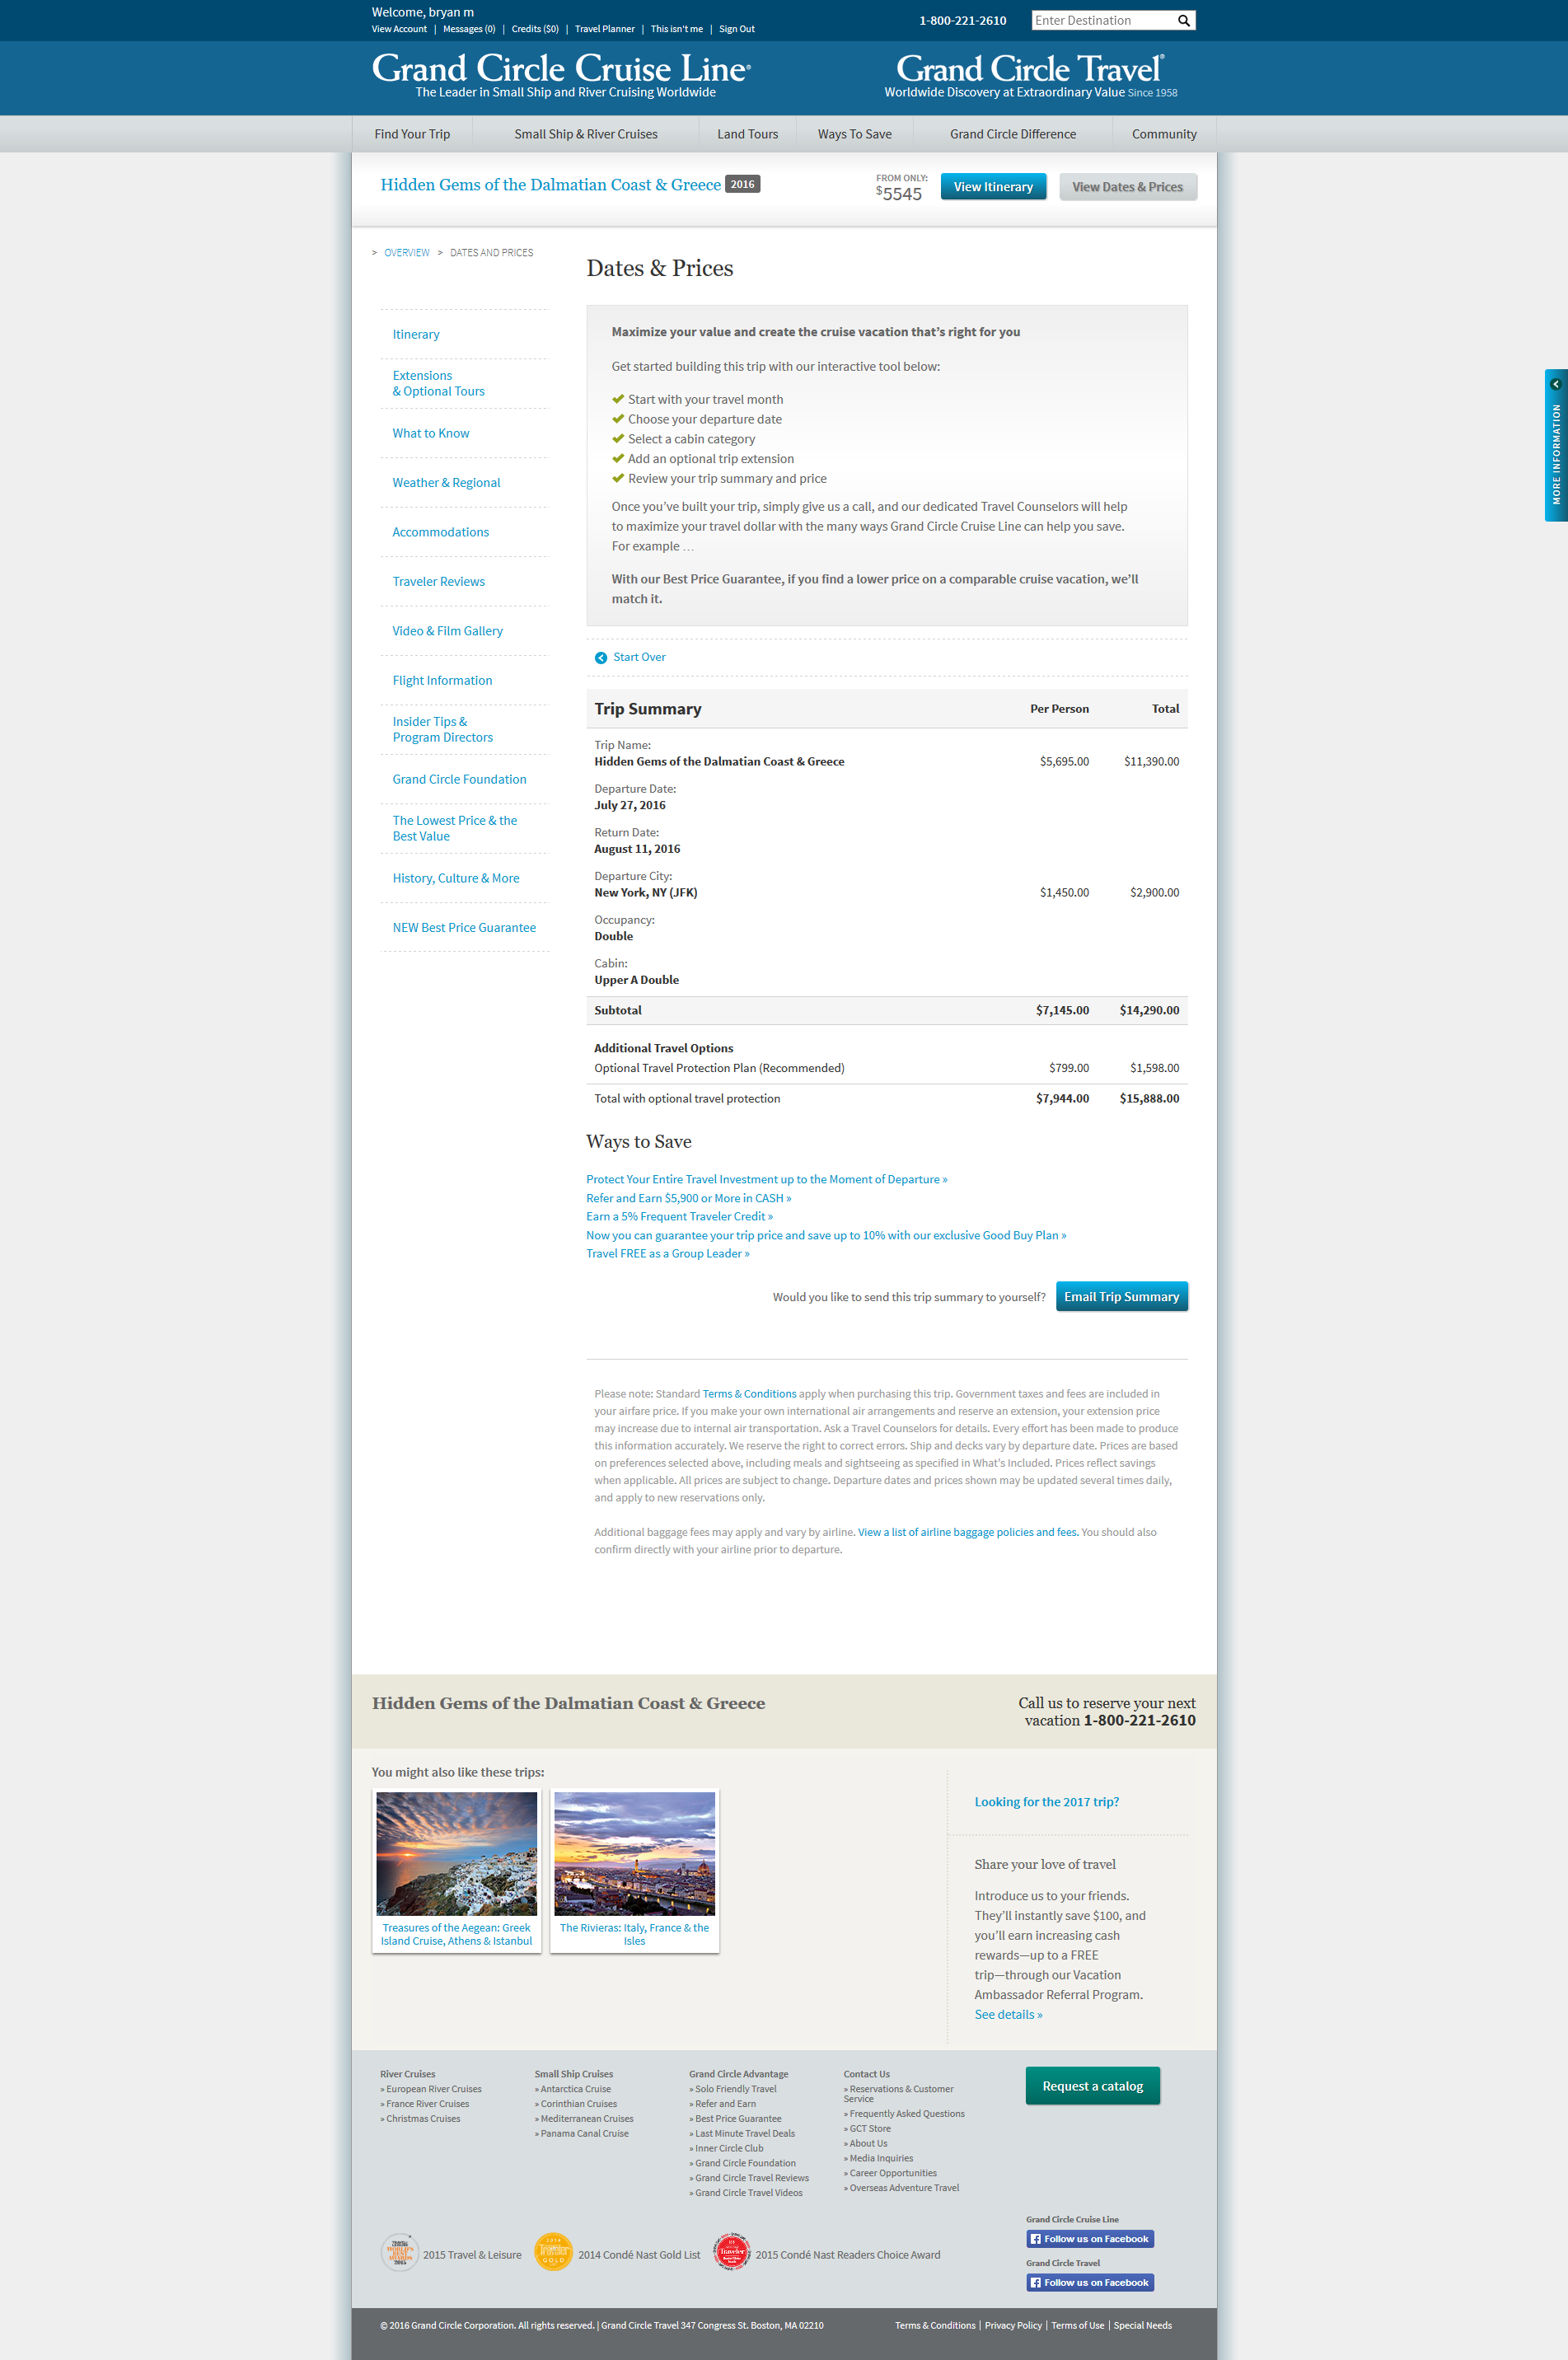 Welcome, bryan m
View Account | Messages (0) | Credits ($0) | Travel Planner | This isn't me | Sign Out
1-800-221-2610
Enter Destination
Grand Circle Cruise Line®
The Leader in Small Ship and River Cruising Worldwide
Grand Circle Travel®
Worldwide Discovery at Extraordinary Value Since 1958
Find Your Trip
Small Ship & River Cruises
Land Tours
Ways To Save
Grand Circle Difference
Community
Hidden Gems of the Dalmatian Coast & Greece 2016
FROM ONLY:
$5545
View Itinerary
View Dates & Prices
> OVERVIEW > DATES AND PRICES
Itinerary
Extensions
& Optional Tours
What to Know
Weather & Regional
Accommodations
Traveler Reviews
Video & Film Gallery
Flight Information
Insider Tips &
Program Directors
Grand Circle Foundation
The Lowest Price & the
Best Value
History, Culture & More
NEW Best Price Guarantee
Dates & Prices
Maximize your value and create the cruise vacation that’s right for you
Get started building this trip with our interactive tool below:
Start with your travel month
Choose your departure date
Select a cabin category
Add an optional trip extension
Review your trip summary and price
Once you’ve built your trip, simply give us a call, and our dedicated Travel Counselors will help
to maximize your travel dollar with the many ways Grand Circle Cruise Line can help you save.
For example …
With our Best Price Guarantee, if you find a lower price on a comparable cruise vacation, we’ll
match it.
MORE INFORMATION
Start Over
Trip Summary Per Person Total
Trip Name:
Hidden Gems of the Dalmatian Coast & Greece $5,695.00 $11,390.00
Departure Date:
July 27, 2016
Return Date:
August 11, 2016
Departure City:
New York, NY (JFK) $1,450.00 $2,900.00
Occupancy:
Double
Cabin:
Upper A Double
Subtotal $7,145.00 $14,290.00
Additional Travel Options
Optional Travel Protection Plan (Recommended) $799.00 $1,598.00
Total with optional travel protection $7,944.00 $15,888.00
Ways to Save
Protect Your Entire Travel Investment up to the Moment of Departure »
Refer and Earn $5,900 or More in CASH »
Earn a 5% Frequent Traveler Credit »
Now you can guarantee your trip price and save up to 10% with our exclusive Good Buy Plan »
Travel FREE as a Group Leader »
Would you like to send this trip summary to yourself? Email Trip Summary
Please note: Standard Terms & Conditions apply when purchasing this trip. Government taxes and fees are included in
your airfare price. If you make your own international air arrangements and reserve an extension, your extension price
may increase due to internal air transportation. Ask a Travel Counselors for details. Every effort has been made to produce
this information accurately. We reserve the right to correct errors. Ship and decks vary by departure date. Prices are based
on preferences selected above, including meals and sightseeing as specified in What's Included. Prices reflect savings
when applicable. All prices are subject to change. Departure dates and prices shown may be updated several times daily,
and apply to new reservations only.
Additional baggage fees may apply and vary by airline. View a list of airline baggage policies and fees. You should also
confirm directly with your airline prior to departure.
Hidden Gems of the Dalmatian Coast & Greece
Call us to reserve your next
vacation 1-800-221-2610
You might also like these trips:
Treasures of the Aegean: Greek
Island Cruise, Athens & Istanbul
The Rivieras: Italy, France & the
Isles
Looking for the 2017 trip?
Share your love of travel
Introduce us to your friends.
They’ll instantly save $100, and
you’ll earn increasing cash
rewards—up to a FREE
trip—through our Vacation
Ambassador Referral Program.
See details »
River Cruises
» European River Cruises
» France River Cruises
» Christmas Cruises
Small Ship Cruises
» Antarctica Cruise
» Corinthian Cruises
» Mediterranean Cruises
» Panama Canal Cruise
Grand Circle Advantage
» Solo Friendly Travel
» Refer and Earn
» Best Price Guarantee
» Last Minute Travel Deals
» Inner Circle Club
» Grand Circle Foundation
» Grand Circle Travel Reviews
» Grand Circle Travel Videos
Contact Us
» Reservations & Customer
Service
» Frequently Asked Questions
» GCT Store
» About Us
» Media Inquiries
» Career Opportunities
» Overseas Adventure Travel
Request a catalog
2015 Travel & Leisure
2014 Condé Nast Gold List
2015 Condé Nast Readers Choice Award
Grand Circle Cruise Line
Follow us on Facebook
Grand Circle Travel
Follow us on Facebook
© 2016 Grand Circle Corporation. All rights reserved. | Grand Circle Travel 347 Congress St. Boston, MA 02210
Terms & Conditions | Privacy Policy | Terms of Use | Special Needs